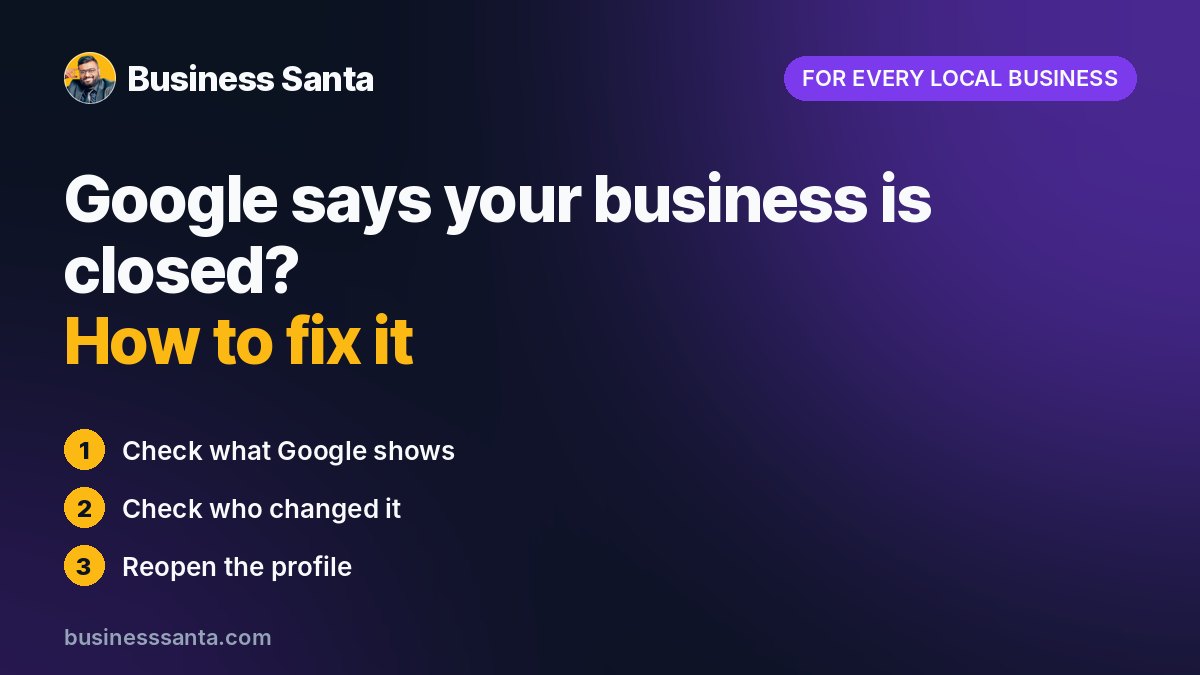 Business Santa
FOR EVERY LOCAL BUSINESS
Google says your business is
closed?
How to fix it
1 Check what Google shows
2 Check who changed it
3 Reopen the profile
businesssanta.com